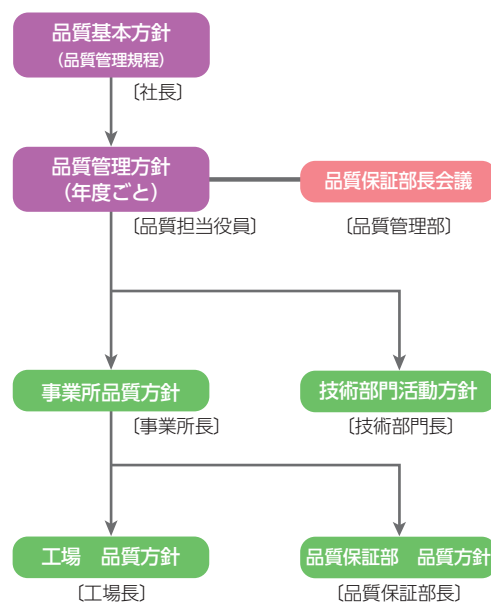 品質基本方針
(品質管理規程)
〔社長〕
品質管理方針
(年度ごと)
品質保証部長会議
〔品質担当役員〕
〔品質管理部〕
事業所品質方針
技術部門活動方針
〔事業所長〕
〔技術部門長〕
工場　品質方針
品質保証部　品質方針
〔工場長〕
〔品質保証部長〕